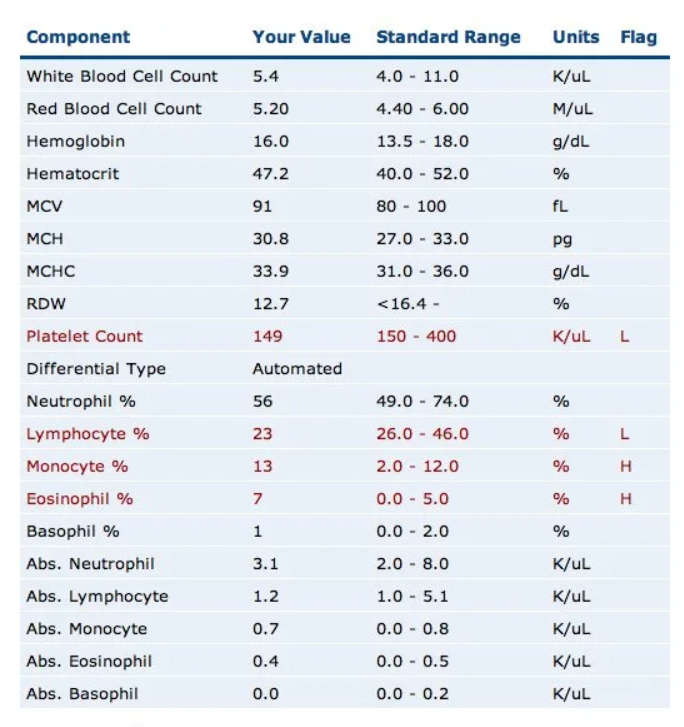 Component Your Value Standard Range Units Flag
White Blood Cell Count 5.4 4.0 - 11.0 K/uL
Red Blood Cell Count 5.20 4.40 - 6.00 M/uL
Hemoglobin 16.0 13.5 - 18.0 g/dL
Hematocrit 47.2 40.0 - 52.0 %
MCV 91 80 - 100 fL
MCH 30.8 27.0 - 33.0 pg
MCHC 33.9 31.0 - 36.0 g/dL
RDW 12.7 <16.4 - %
Platelet Count 149 150 - 400 K/uL L
Differential Type Automated
Neutrophil % 56 49.0 - 74.0 %
Lymphocyte % 23 26.0 - 46.0 % L
Monocyte % 13 2.0 - 12.0 % H
Eosinophil % 7 0.0 - 5.0 % H
Basophil % 1 0.0 - 2.0 %
Abs. Neutrophil 3.1 2.0 - 8.0 K/uL
Abs. Lymphocyte 1.2 1.0 - 5.1 K/uL
Abs. Monocyte 0.7 0.0 - 0.8 K/uL
Abs. Eosinophil 0.4 0.0 - 0.5 K/uL
Abs. Basophil 0.0 0.0 - 0.2 K/uL